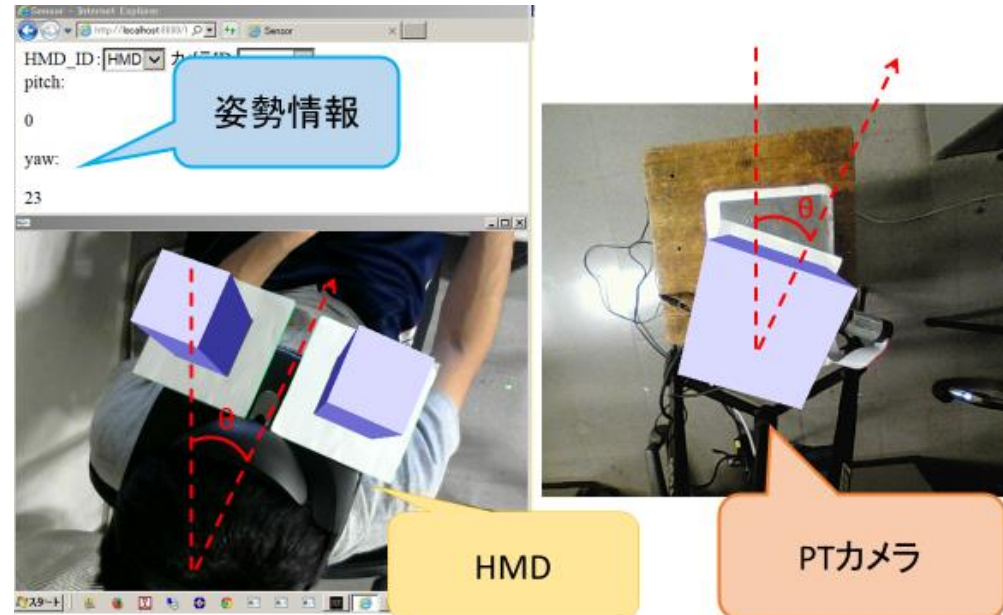 Sensor - Internet Explorer
http://localhost:8888/
Sensor
HMD_ID: HMD
pitch:
0
yaw:
23
姿勢情報
θ
HMD
スタート
θ
PTカメラ